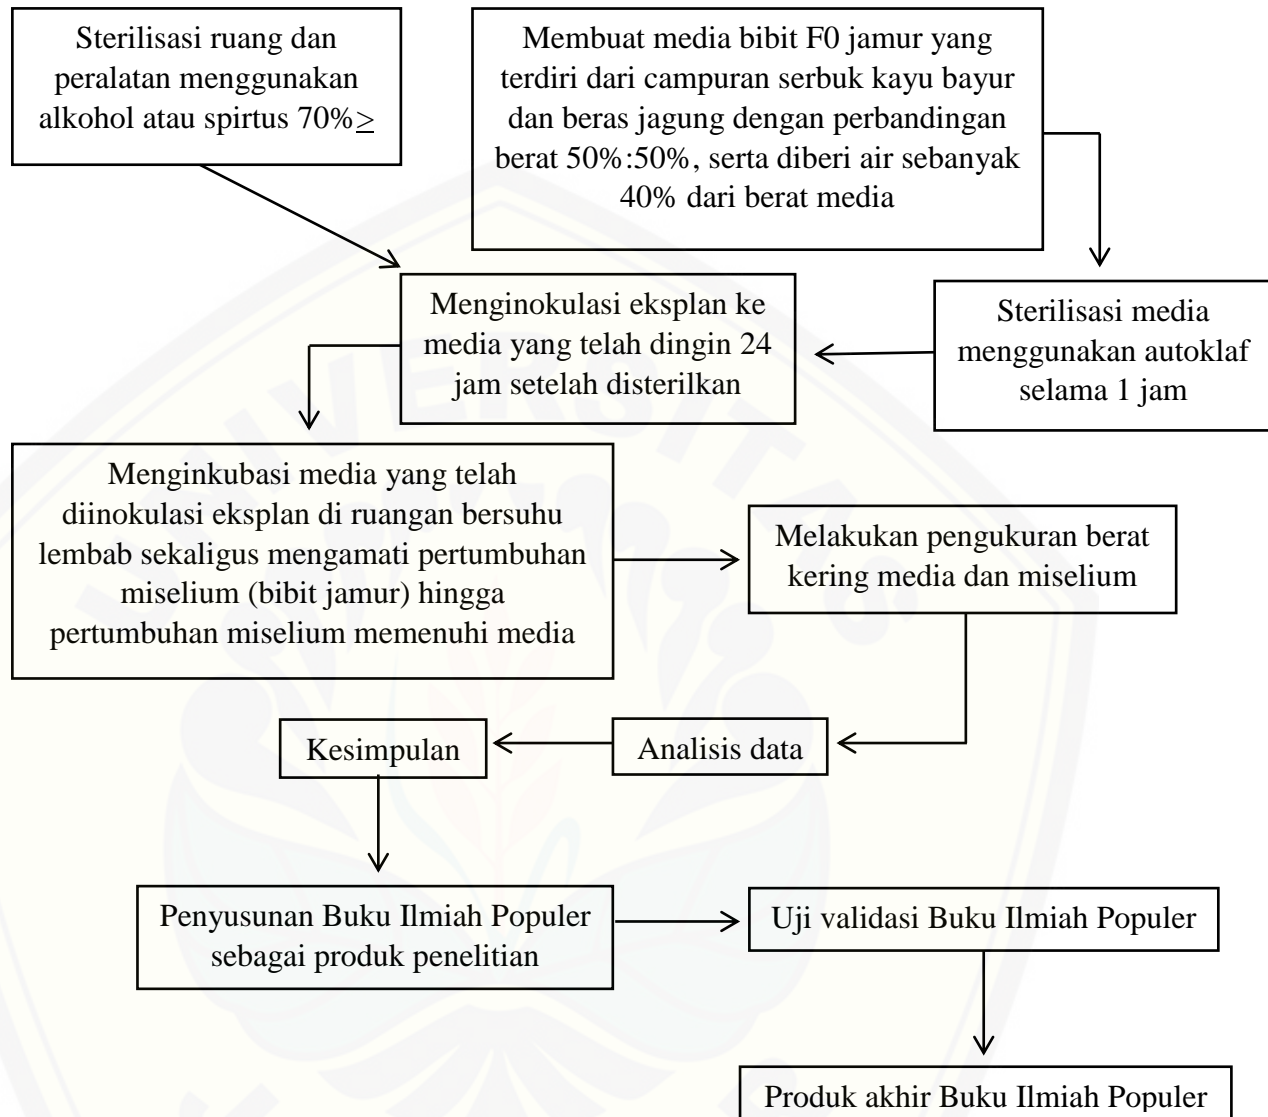 Sterilisasi ruang dan
peralatan menggunakan
alkohol atau spirtus 70%≥
Membuat media bibit F0 jamur yang
terdiri dari campuran serbuk kayu bayur
dan beras jagung dengan perbandingan
berat 50%:50%, serta diberi air sebanyak
40% dari berat media
Sterilisasi media
menggunakan autoklaf
selama 1 jam
Menginokulasi eksplan ke
media yang telah dingin 24
jam setelah disterilkan
Menginkubasi media yang telah
diinokulasi eksplan di ruangan bersuhu
lembab sekaligus mengamati pertumbuhan
miselium (bibit jamur) hingga
pertumbuhan miselium memenuhi media
Melakukan pengukuran berat
kering media dan miselium
Analisis data
Kesimpulan
Penyusunan Buku Ilmiah Populer
sebagai produk penelitian
Uji validasi Buku Ilmiah Populer
Produk akhir Buku Ilmiah Populer
UNIVERSITAS